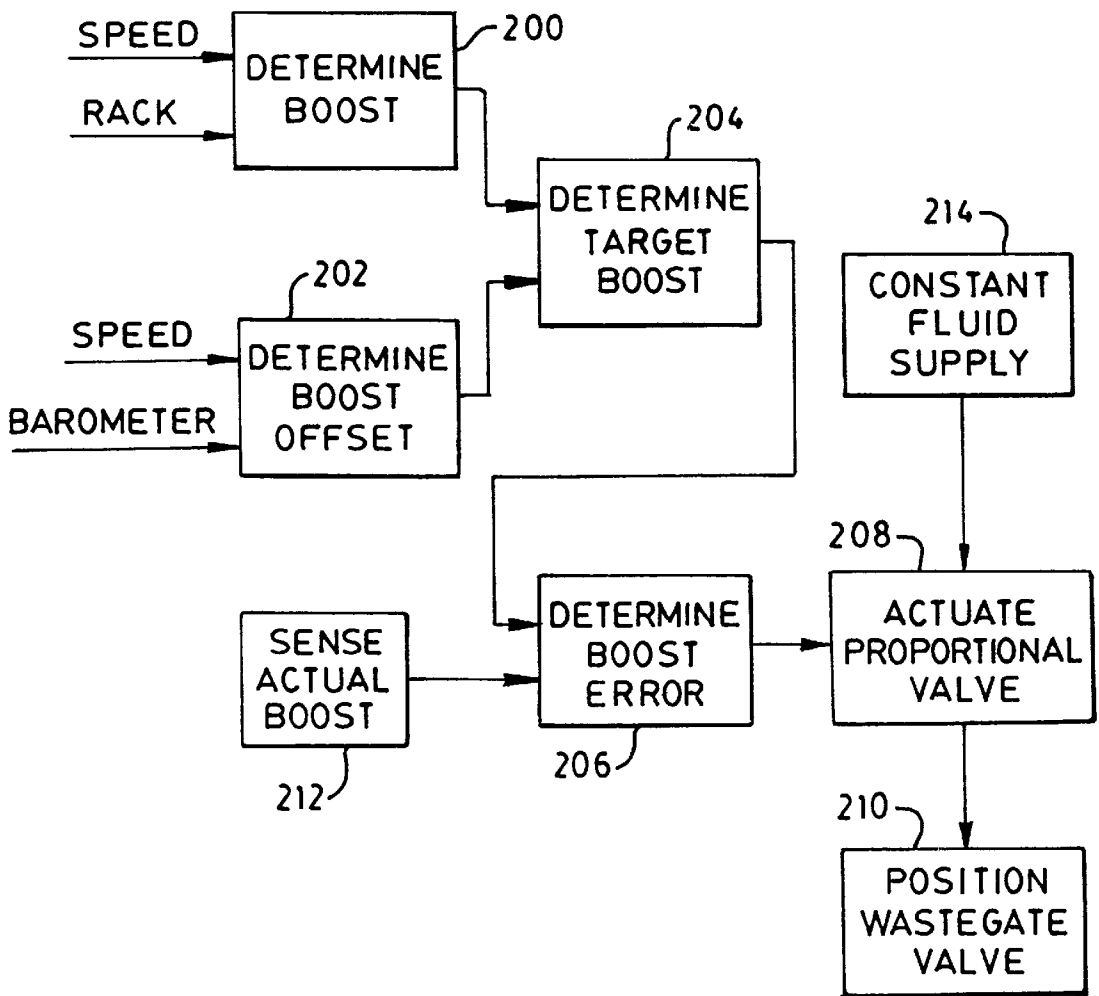 SPEED
RACK
DETERMINE
BOOST
200
204
DETERMINE
TARGET
BOOST
202
SPEED
BAROMETER
DETERMINE
BOOST
OFFSET
214
CONSTANT
FLUID
SUPPLY
SENSE
ACTUAL
BOOST
212
DETERMINE
BOOST
ERROR
206
208
ACTUATE
PROPORTIONAL
VALVE
210
POSITION
WASTEGATE
VALVE